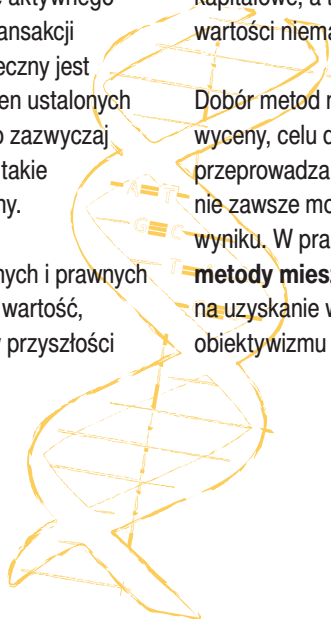 aktywnego
ansakcji
eczny jest
en ustalonych
o zazwyczaj
takie
ny.
nych i prawnych
wartość,
v przyszłości
kapitałowe, a t
wartości niema
Dobór metod r
wyceny, celu o
przeprowadza
nie zawsze mo
wyniku. W pra
metody miesz
na uzyskanie w
obiektywizmu
A T
G C
T